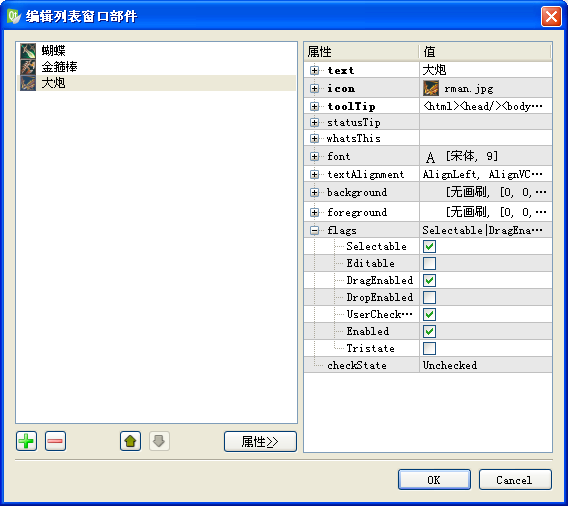 编辑列表窗口部件
蝴蝶
金箍棒
大炮
属性 值
text 大炮
icon rman.jpg
toolTip <html><head/><body···
statusTip
whatsThis
font A [宋体, 9]
textAlignment AlignLeft, AlignVC···
background [无画刷, [0, 0,···
foreground [无画刷, [0, 0,···
flags Selectable|DragEna···
Selectable
Editable
DragEnabled
DropEnabled
UserCheck···
Enabled
Tristate
checkState Unchecked
属性>>
OK Cancel